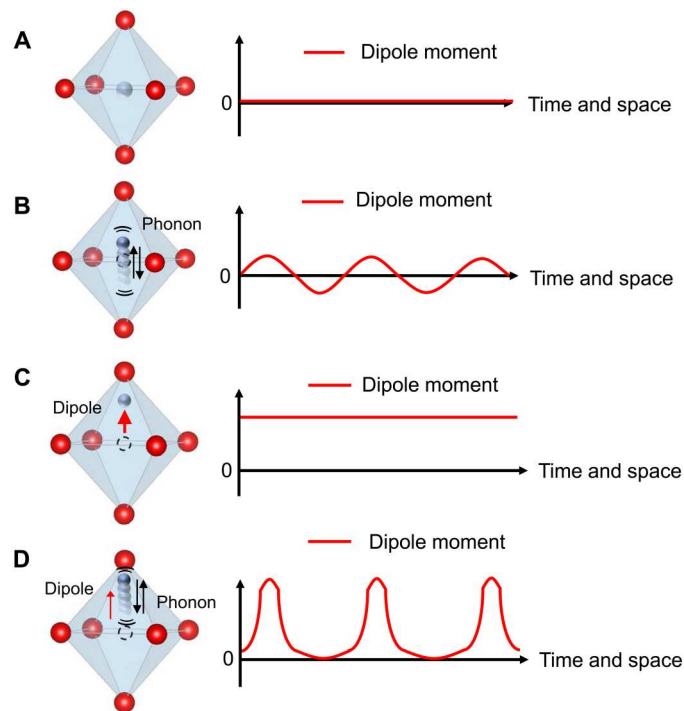 A
Dipole moment
0
Time and space
B
Phonon
Dipole moment
0
Time and space
C
Dipole
Dipole moment
0
Time and space
D
Dipole
Phonon
Dipole moment
0
Time and space